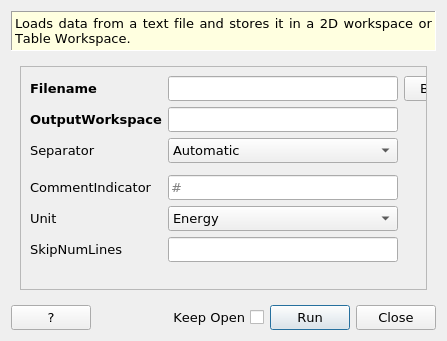 Loads data from a text file and stores it in a 2D workspace or
Table Workspace.
Filename
OutputWorkspace
Separator Automatic
CommentIndicator #
Unit Energy
SkipNumLines
? Keep Open Run Close